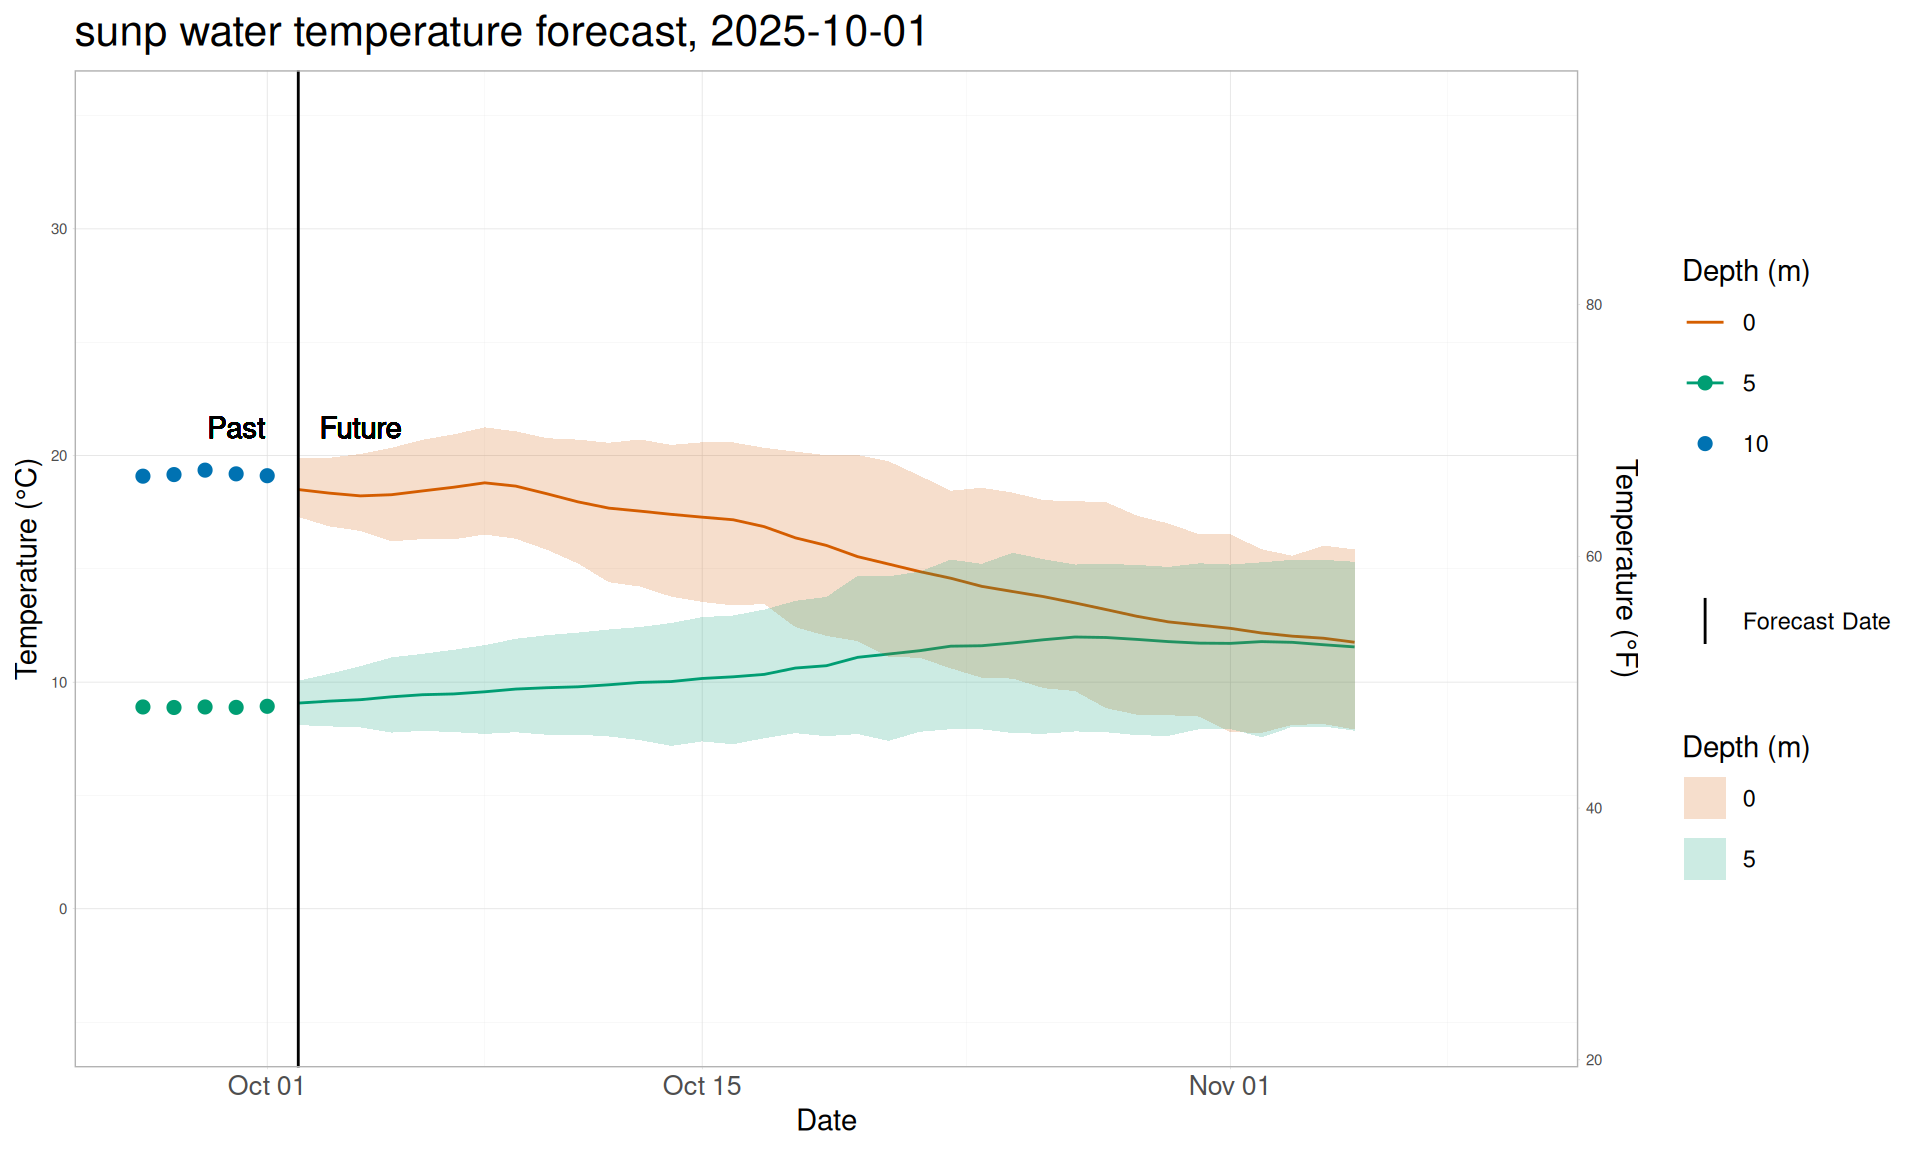 sunp water temperature forecast, 2025-10-01
Temperature (°C)
30
20
10
0
Past
Future
80
60
40
20
Temperature (°F)
Oct 01
Oct 15
Nov 01
Date
Depth (m)
0
5
10
Forecast Date
Depth (m)
0
5